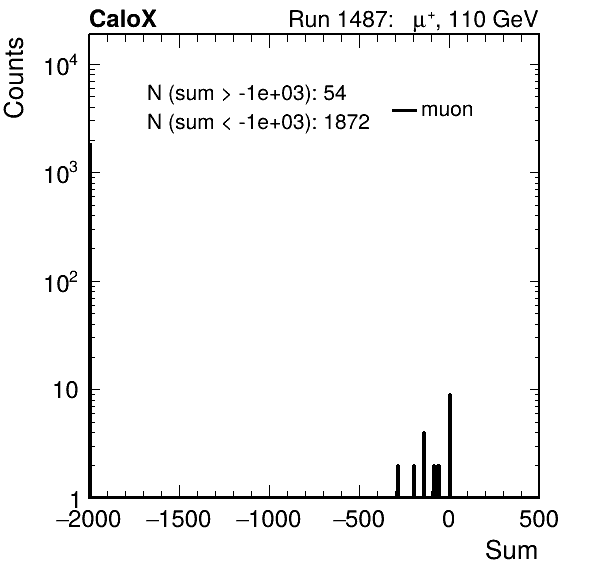 CaloX Run 1487: μ⁺, 110 GeV
Counts
10⁴
10³
10²
10
1
N (sum > -1e+03): 54
N (sum < -1e+03): 1872
muon
−2000 −1500 −1000 −500 0 500
Sum